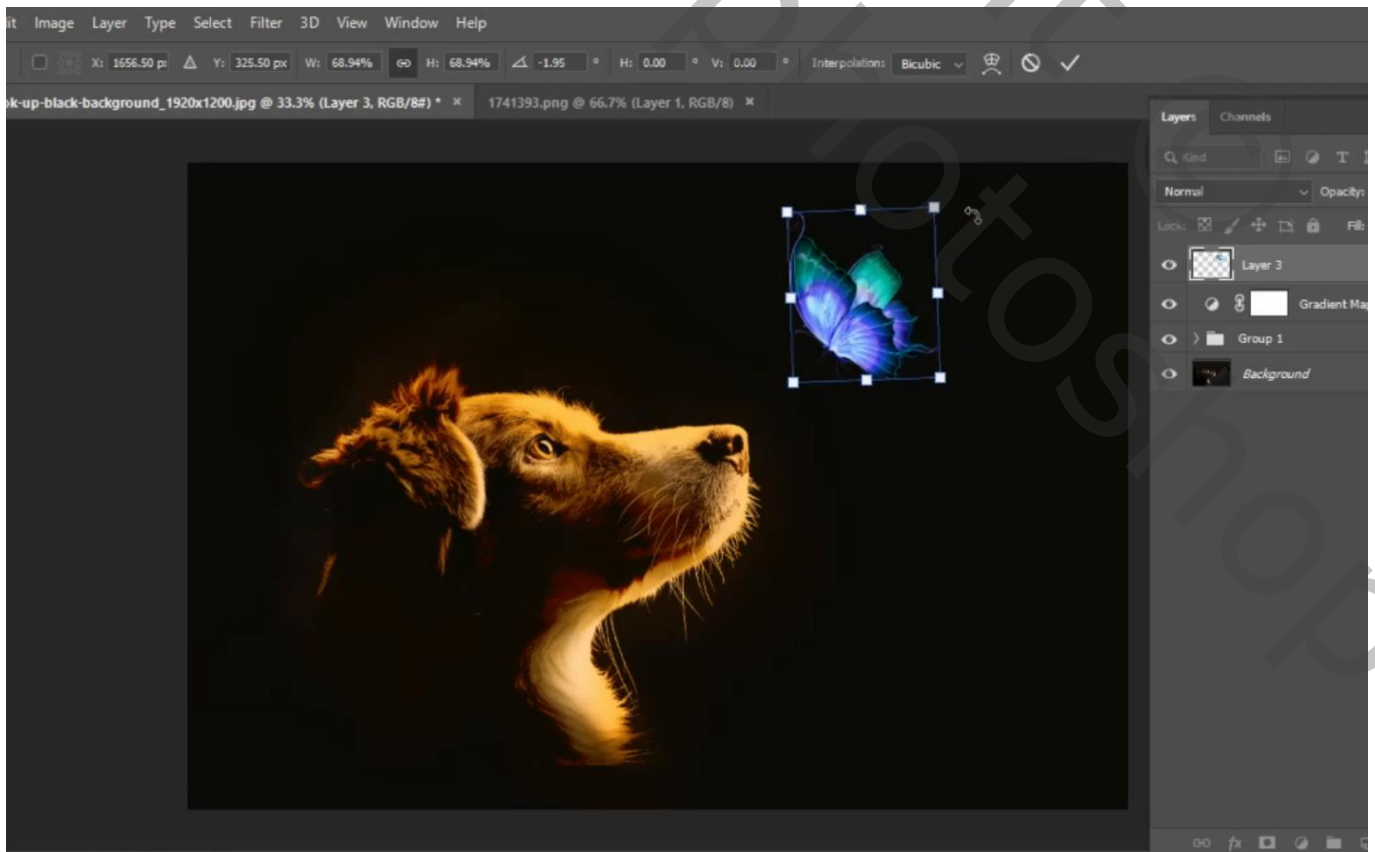 it Image Layer Type Select Filter 3D View Window Help
X: 1656.50 p: Δ Y: 325.50 px W: 68.94% H: 68.94% -1.95 ° H: 0.00 ° V: 0.00 ° Interpolation: Bicubic
ok-up-black-background_1920x1200.jpg @ 33.3% (Layer 3, RGB/8#) * × 1741393.png @ 66.7% (Layer 1, RGB/8) ×
Layers Channels
Kind
Normal Opacity:
Lock: Fill:
Layer 3
Gradient Ma
Group 1
Background
photoshop